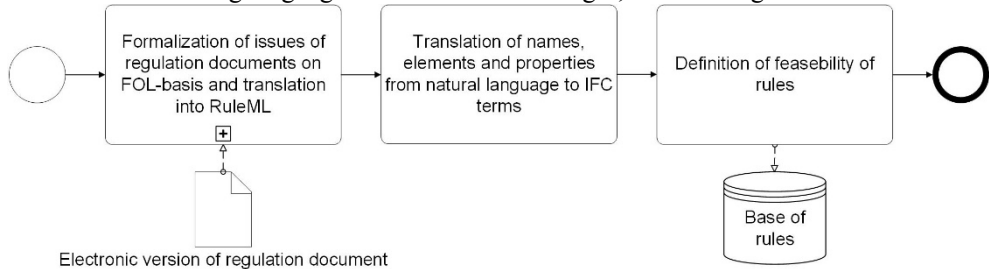 Formalization of issues of
regulation documents on
FOL-basis and translation
into RuleML
Translation of names,
elements and properties
from natural language to IFC
terms
Definition of feasebility of
rules
Electronic version of regulation document
Base of
rules